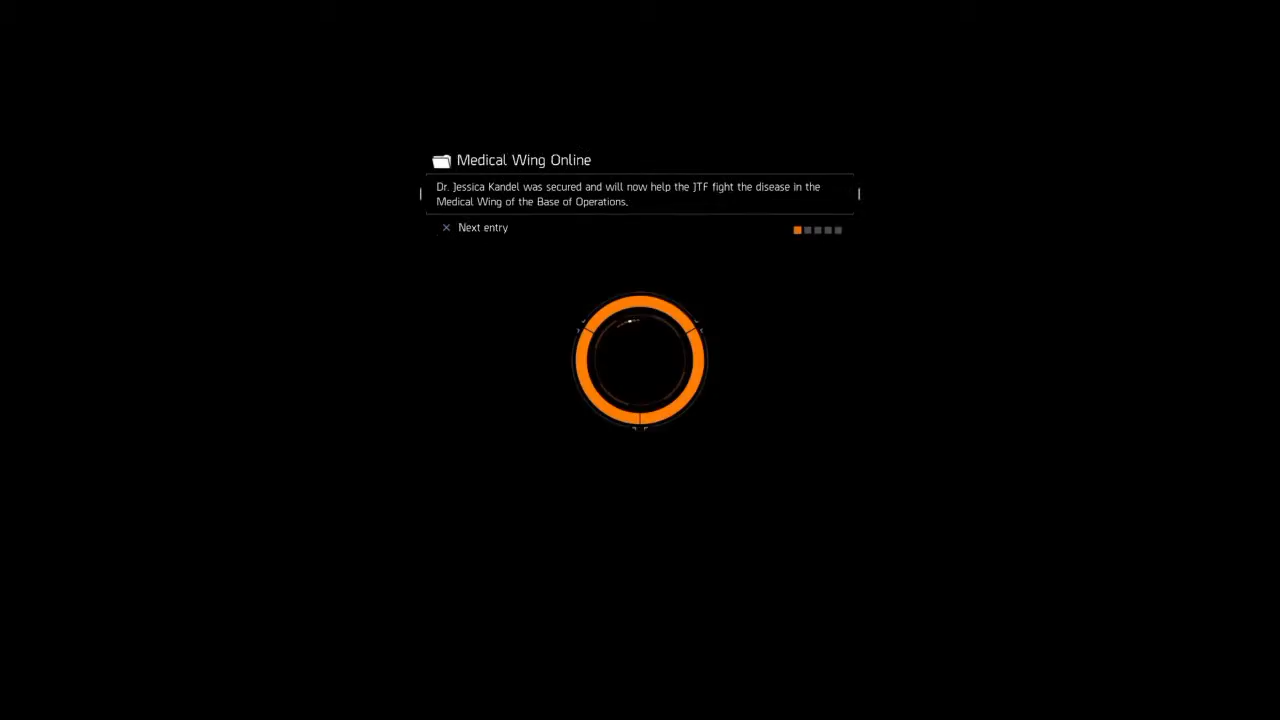 Medical Wing Online
Dr. Jessica Kandel was secured and will now help the JTF fight the disease in the
Medical Wing of the Base of Operations.
Next entry